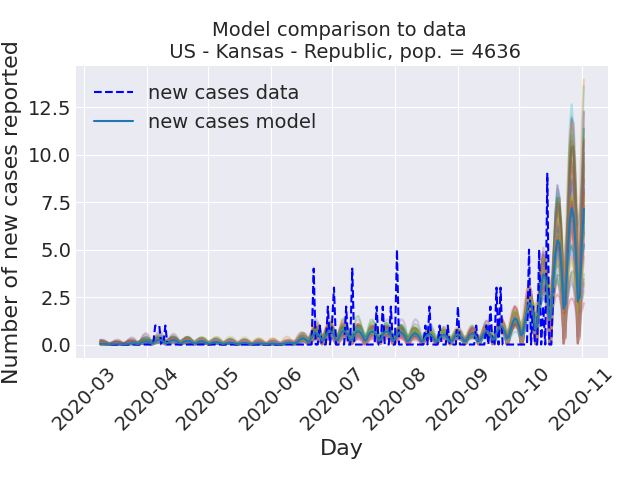 Model comparison to data
US - Kansas - Republic, pop. = 4636
Number of new cases reported
12.5
10.0
7.5
5.0
2.5
0.0
new cases data
new cases model
2020-03
2020-04
2020-05
2020-06
2020-07
2020-08
2020-09
2020-10
2020-11
Day